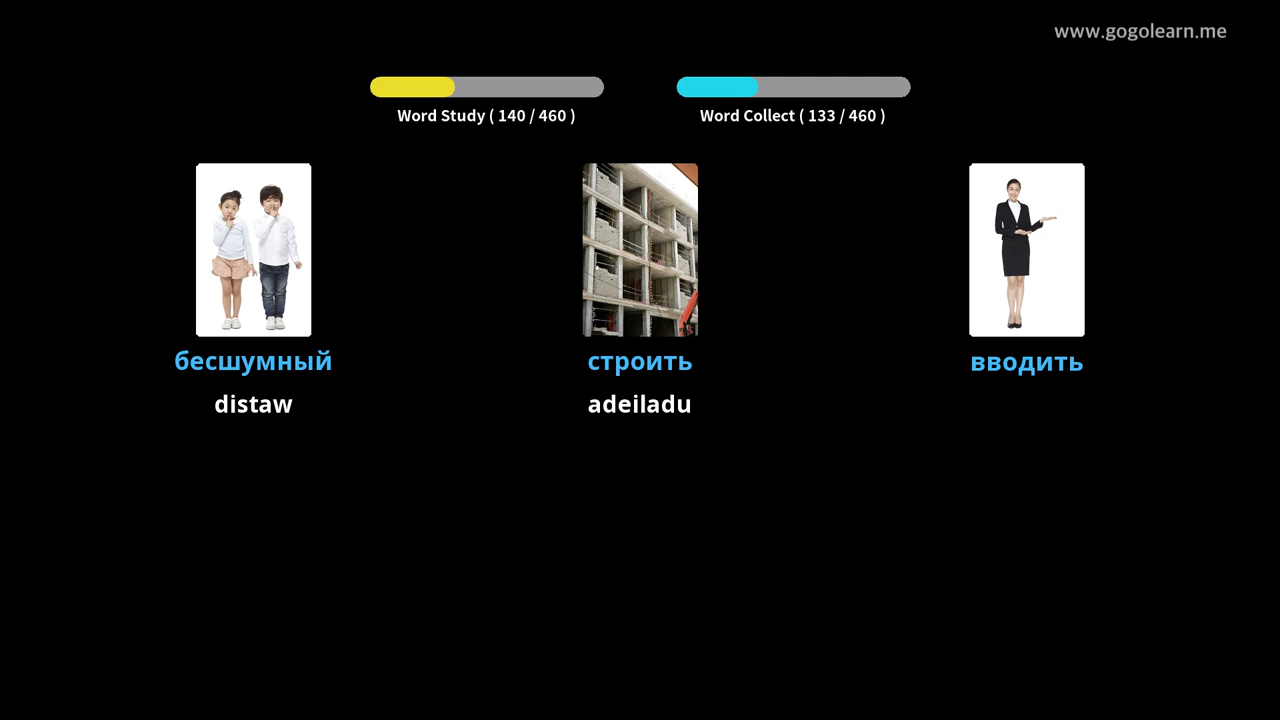 www.gogolearn.me
Word Study ( 140 / 460 )
Word Collect ( 133 / 460 )
бесшумный
distaw
строить
adeiladu
вводить